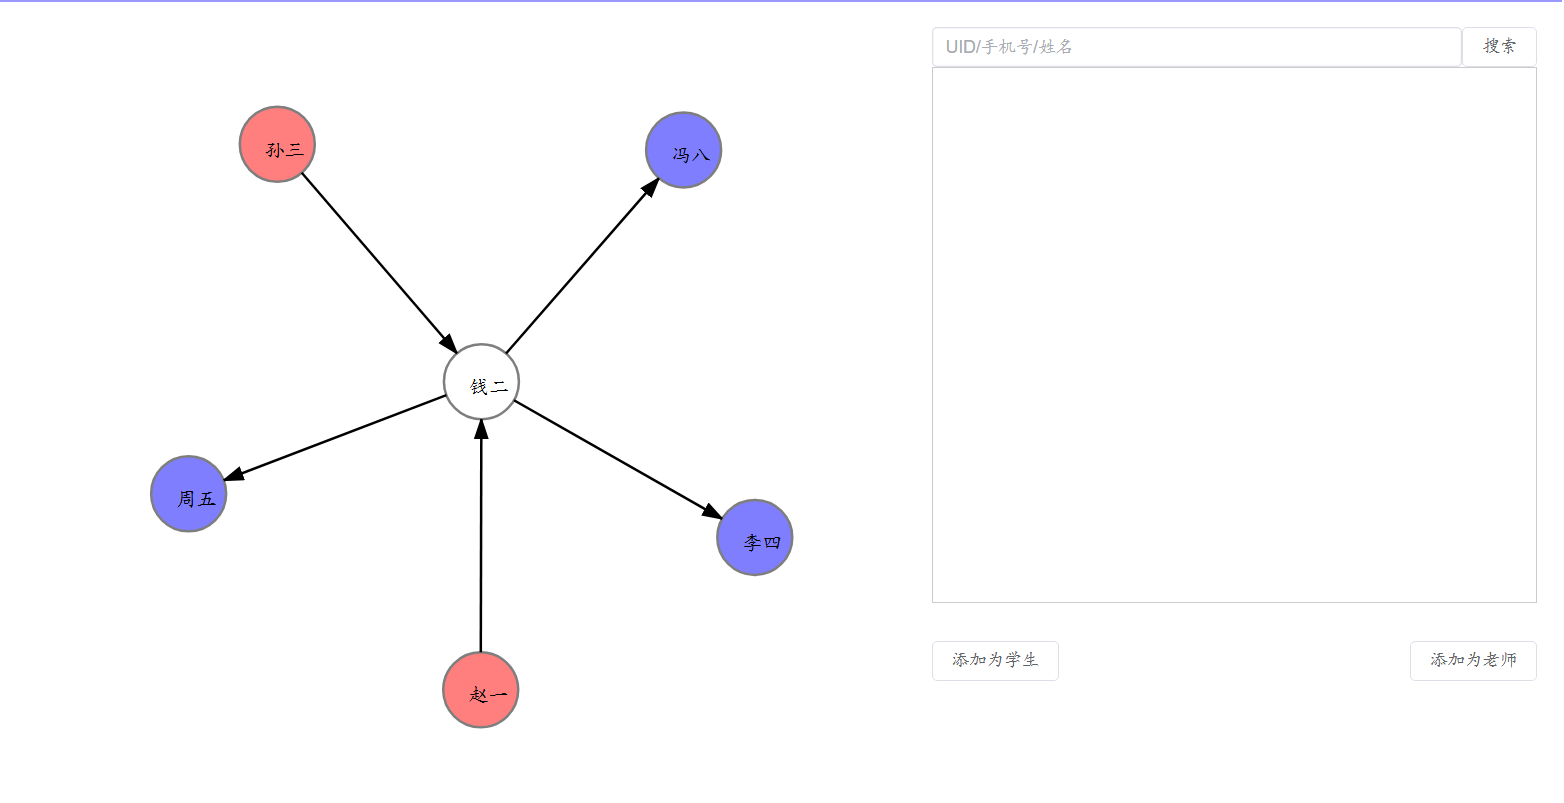 孙三
冯八
钱二
周五
李四
赵一
UID/手机号/姓名
搜索
添加为学生
添加为老师